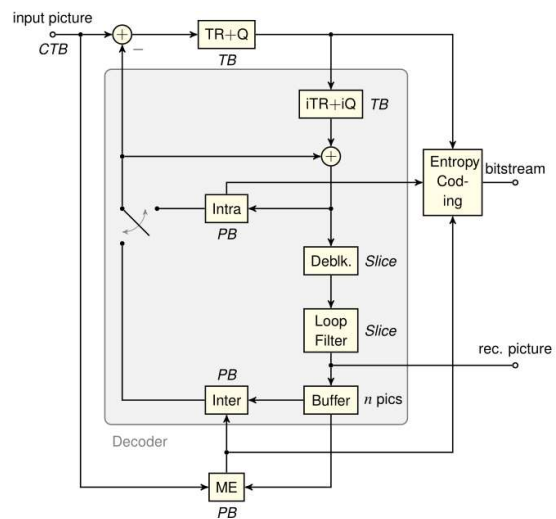 input picture
CTB
−
TR+Q
TB
iTR+iQ
TB
Entropy
Cod-
ing
bitstream
Intra
PB
Deblk.
Slice
Loop
Filter
Slice
rec. picture
PB
Inter
Buffer
n pics
Decoder
ME
PB